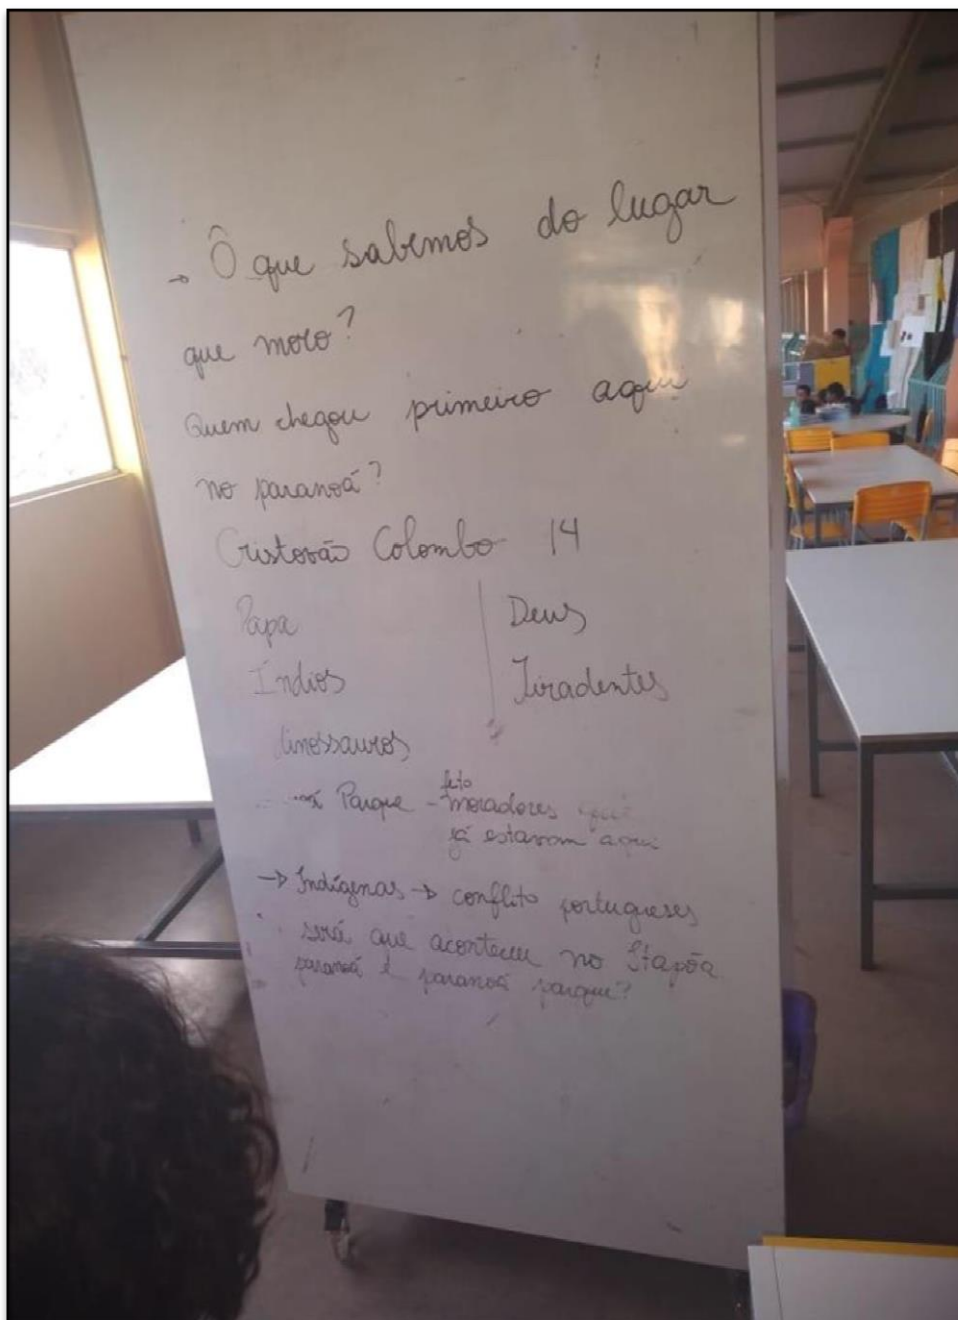 → O que sabemos do lugar
que moro?
Quem chegou primeiro aqui
no paranoá?
Cristovão Colombo 14
Papa
Deus
Índios
Tiradentes
dinossauros
Parque - feito moradores que
já estavam aqui
→ Indígenas → conflito portugueses
será que aconteceu no Itapõa
paranoá e paranoá parque?